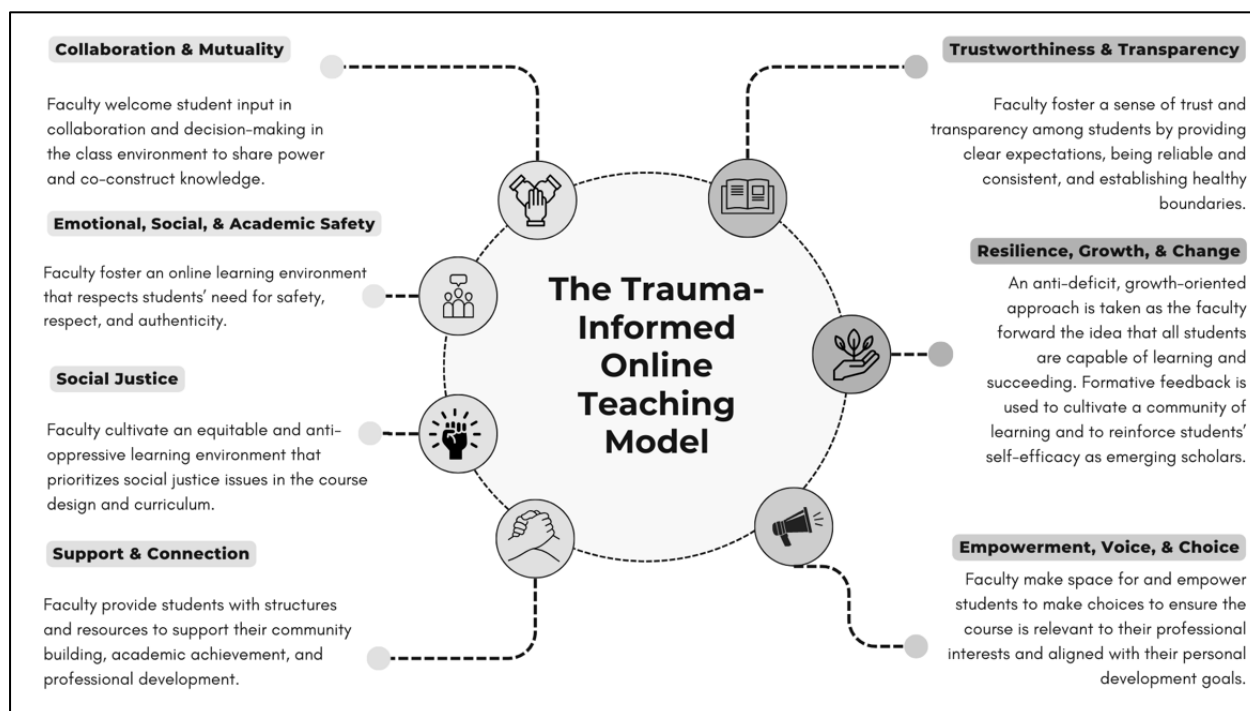 Collaboration & Mutuality
Faculty welcome student input in
collaboration and decision-making in
the class environment to share power
and co-construct knowledge.
Emotional, Social, & Academic Safety
Faculty foster an online learning environment
that respects students' need for safety,
respect, and authenticity.
Social Justice
Faculty cultivate an equitable and anti-
oppressive learning environment that
prioritizes social justice issues in the course
design and curriculum.
Support & Connection
Faculty provide students with structures
and resources to support their community
building, academic achievement, and
professional development.
The Trauma-
Informed
Online
Teaching
Model
Trustworthiness & Transparency
Faculty foster a sense of trust and
transparency among students by providing
clear expectations, being reliable and
consistent, and establishing healthy
boundaries.
Resilience, Growth, & Change
An anti-deficit, growth-oriented
approach is taken as the faculty
forward the idea that all students
are capable of learning and
succeeding. Formative feedback is
used to cultivate a community of
learning and to reinforce students'
self-efficacy as emerging scholars.
Empowerment, Voice, & Choice
Faculty make space for and empower
students to make choices to ensure the
course is relevant to their professional
interests and aligned with their personal
development goals.